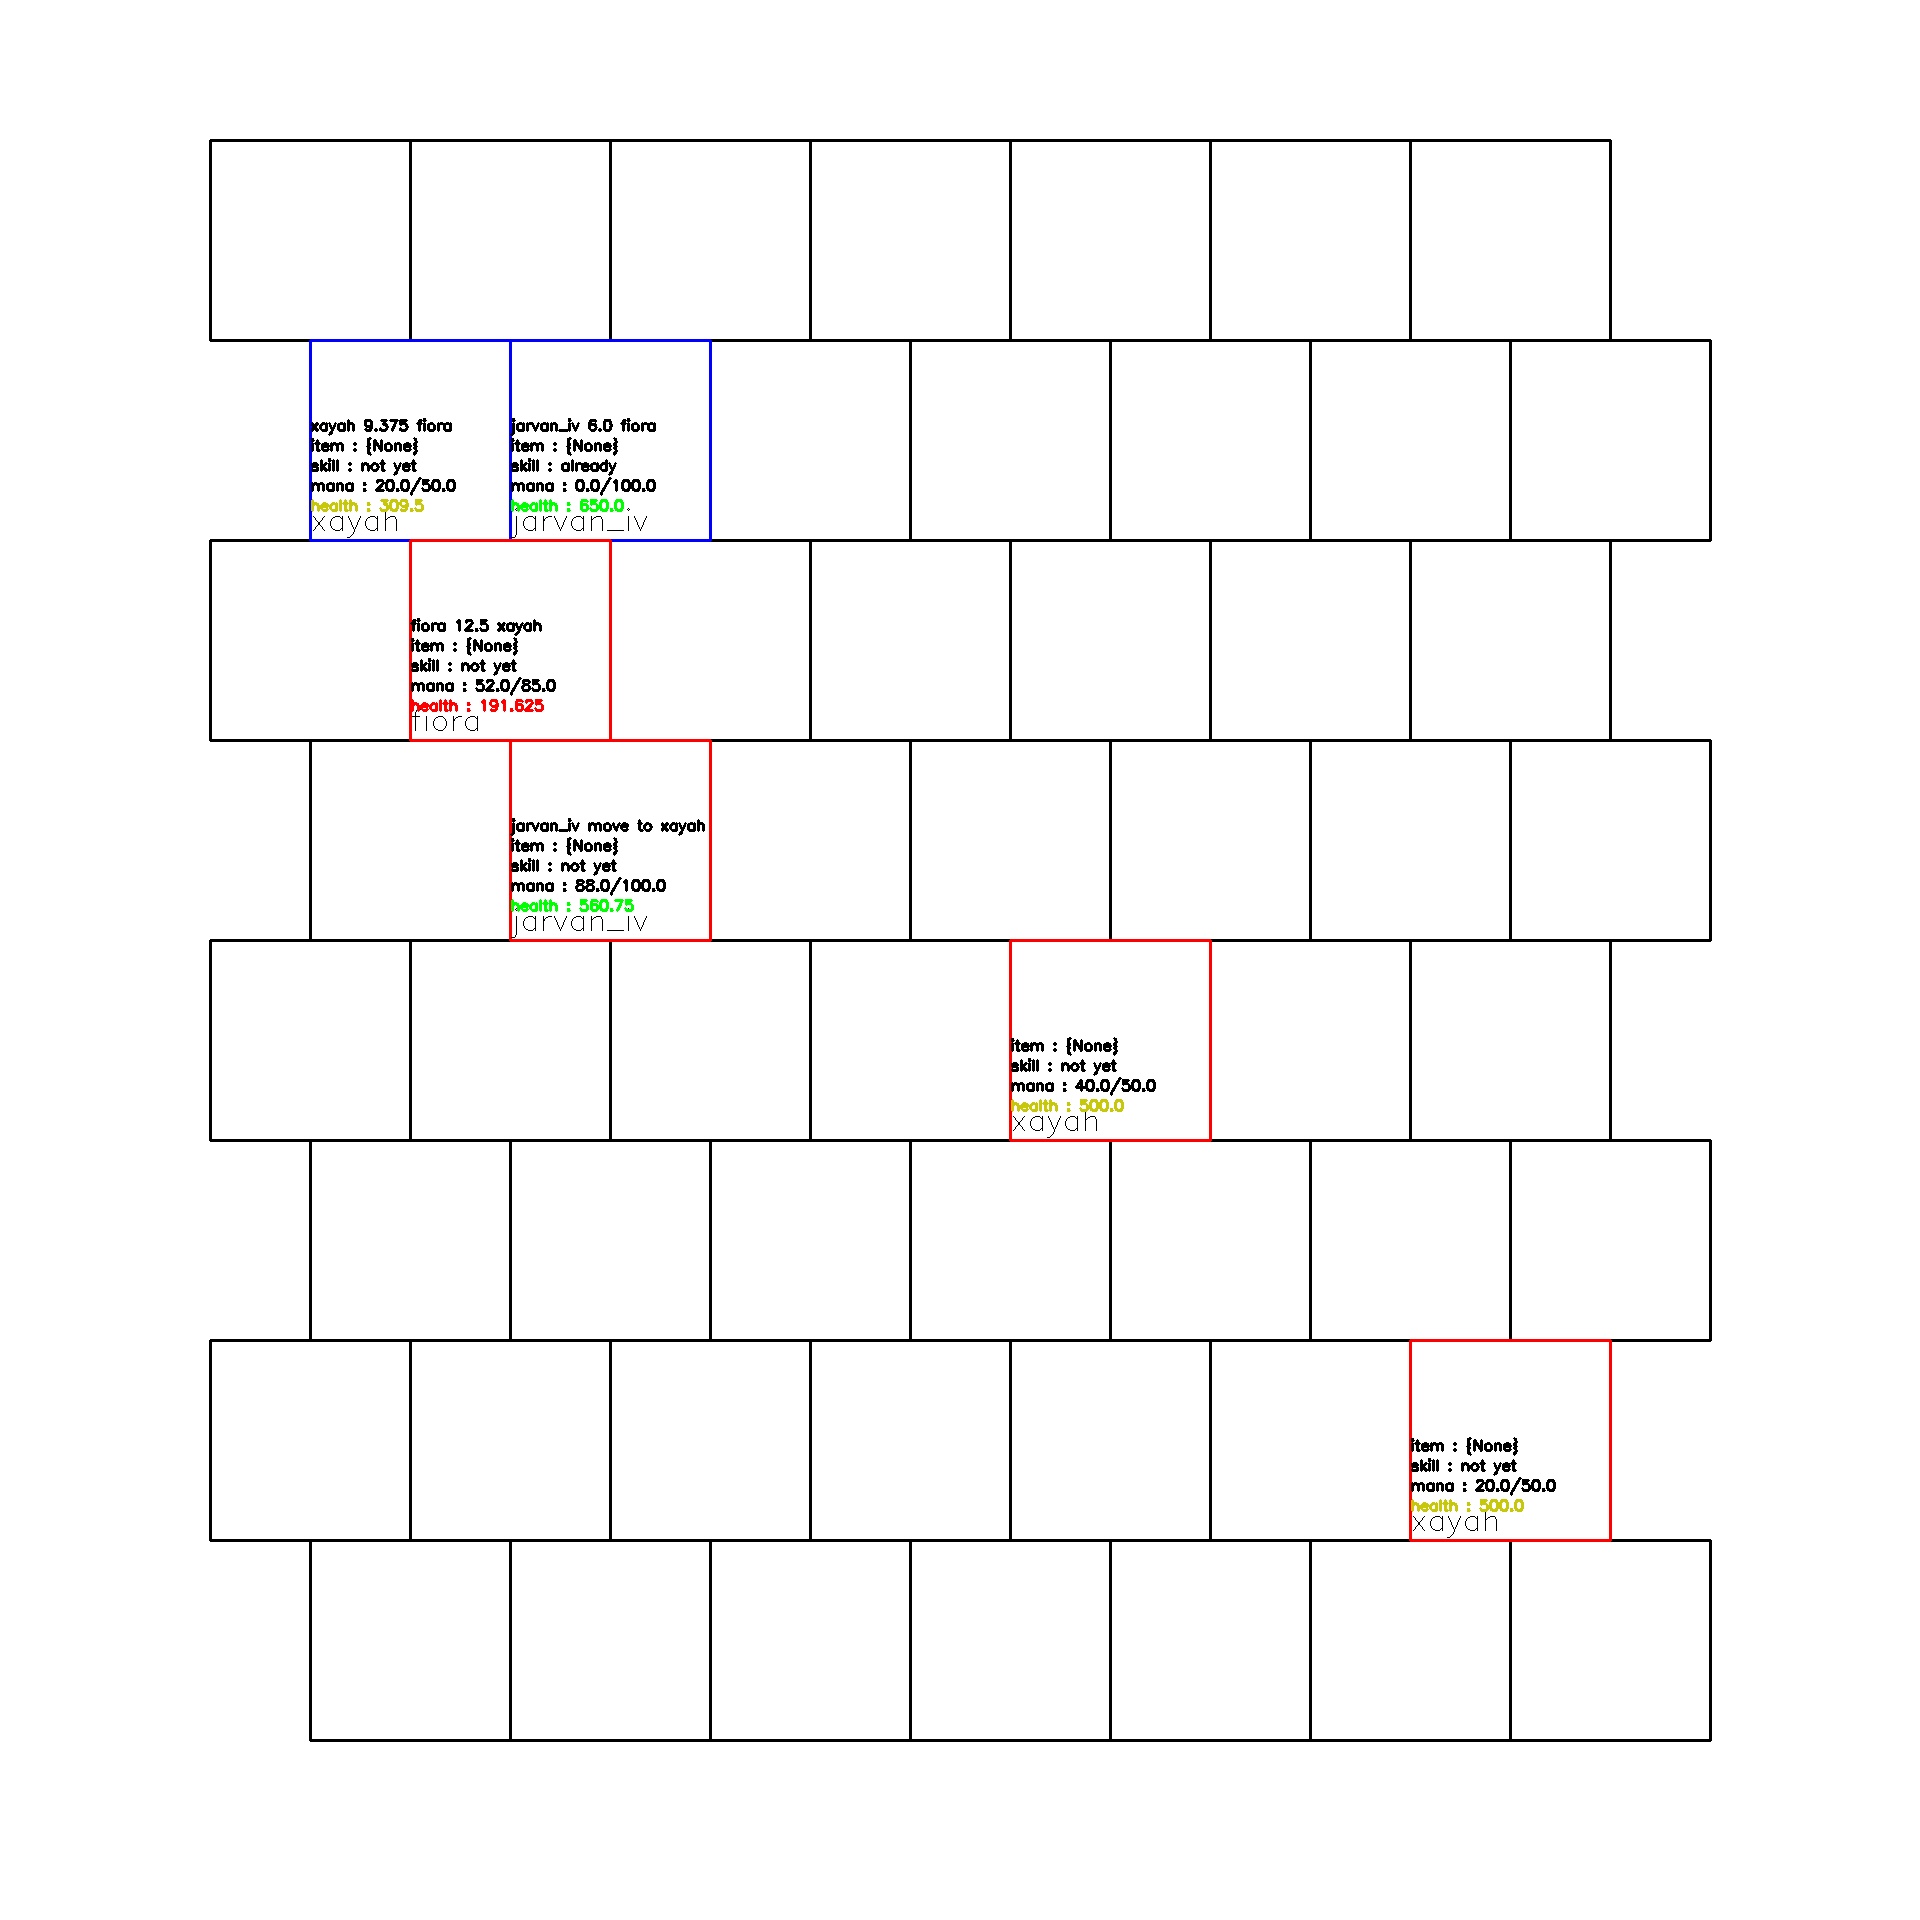 xayah 9.375 fiora
item : {None}
skill : not yet
mana : 20.0/50.0
health : 309.5
xayah
jarvan_iv 6.0 fiora
item : {None}
skill : already
mana : 0.0/100.0
health : 650.0
jarvan_iv
fiora 12.5 xayah
item : {None}
skill : not yet
mana : 52.0/85.0
health : 191.625
fiora
jarvan_iv move to xayah
item : {None}
skill : not yet
mana : 88.0/100.0
health : 560.75
jarvan_iv
item : {None}
skill : not yet
mana : 40.0/50.0
health : 500.0
xayah
item : {None}
skill : not yet
mana : 20.0/50.0
health : 500.0
xayah